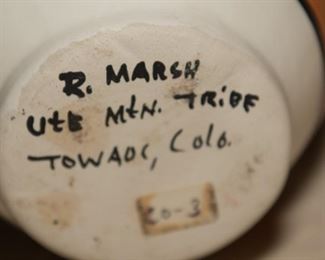 R. MARSH
UtE MtN. TRIBE
TOWAOC, Colo.
20-3